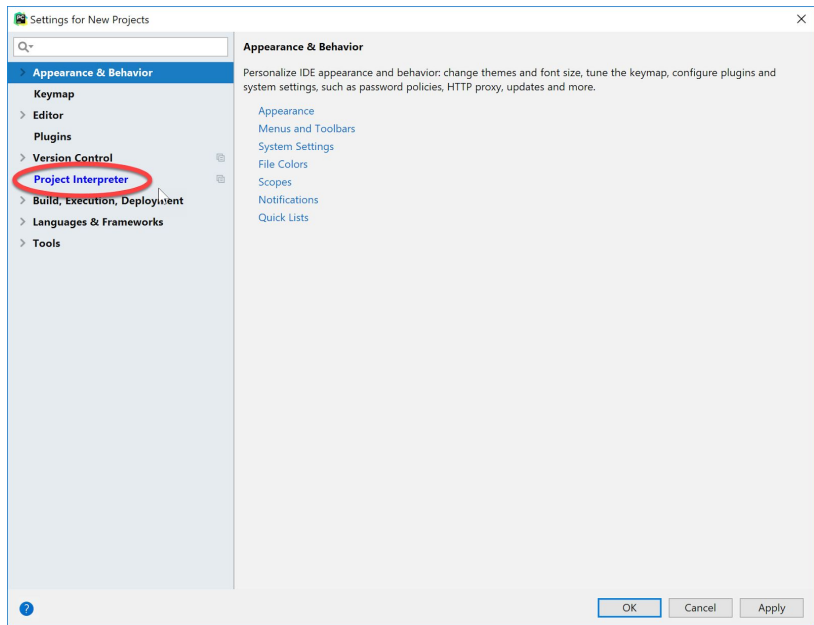 Settings for New Projects
Appearance & Behavior
Keymap
Editor
Plugins
Version Control
Project Interpreter
Build, Execution, Deployment
Languages & Frameworks
Tools
Appearance & Behavior
Personalize IDE appearance and behavior: change themes and font size, tune the keymap, configure plugins and
system settings, such as password policies, HTTP proxy, updates and more.
Appearance
Menus and Toolbars
System Settings
File Colors
Scopes
Notifications
Quick Lists
?
OK Cancel Apply